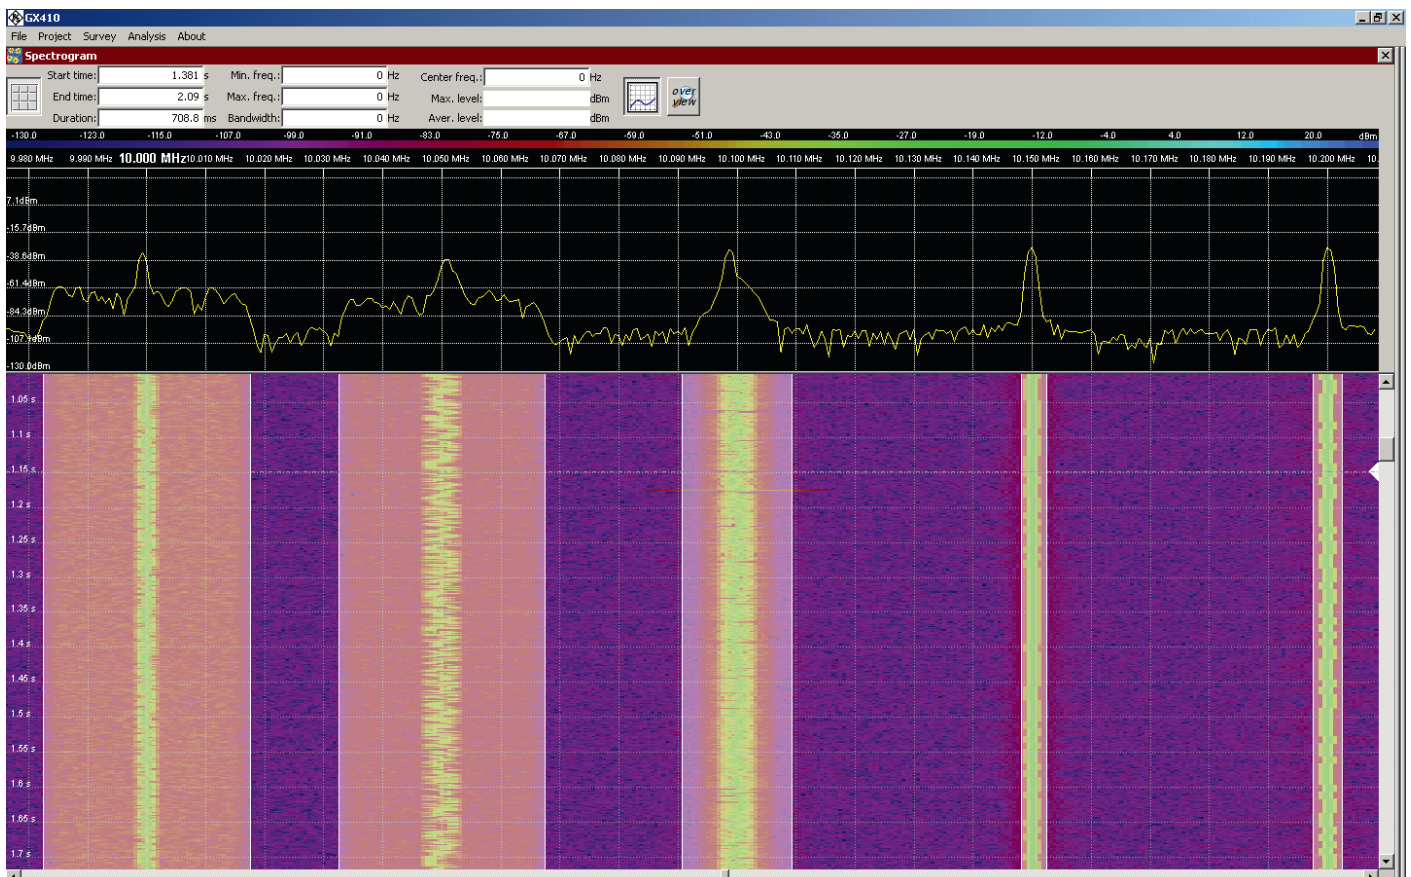 GX410
File Project Survey Analysis About
Spectrogram
Start time: 1.381 s Min. freq.: 0 Hz Center freq.: 0 Hz
End time: 2.09 s Max. freq.: 0 Hz Max. level: dBm
Duration: 708.8 ms Bandwidth: 0 Hz Aver. level: dBm
over view
-130.0 -123.0 -115.0 -107.0 -99.0 -91.0 -83.0 -75.0 -67.0 -59.0 -51.0 -43.0 -35.0 -27.0 -19.0 -12.0 -4.0 4.0 12.0 20.0 dBm
9.980 MHz 9.990 MHz 10.000 MHz 10.010 MHz 10.020 MHz 10.030 MHz 10.040 MHz 10.050 MHz 10.060 MHz 10.070 MHz 10.080 MHz 10.090 MHz 10.100 MHz 10.110 MHz 10.120 MHz 10.130 MHz 10.140 MHz 10.150 MHz 10.160 MHz 10.170 MHz 10.180 MHz 10.190 MHz 10.200 MHz 10.
7.1dBm
-15.7dBm
-38.6dBm
-61.4dBm
-84.3dBm
-130.0dBm
1.05 s
1.1 s
1.15 s
1.2 s
1.25 s
1.3 s
1.35 s
1.4 s
1.45 s
1.5 s
1.55 s
1.6 s
1.65 s
1.7 s